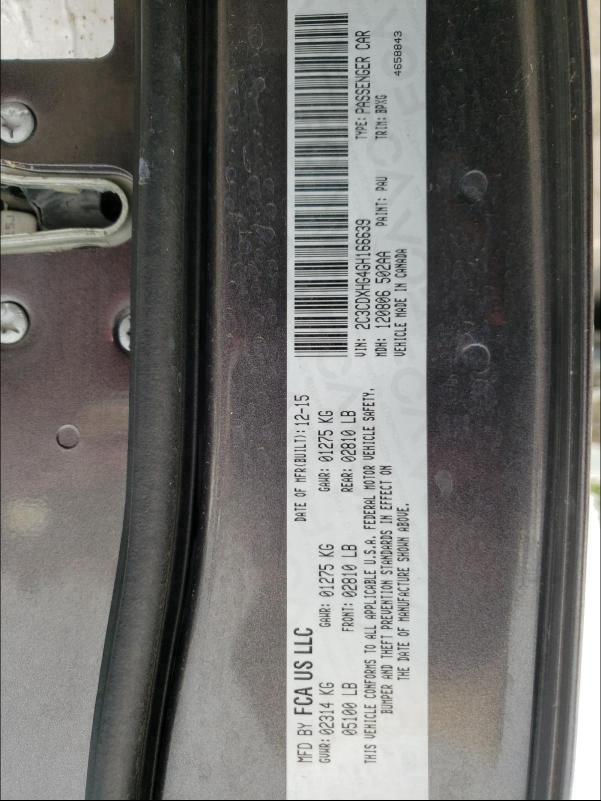 MFD BY FCA US LLC
DATE OF MFR(BUILT): 12-15
GVWR: 02314 KG GAWR: 01275 KG GAWR: 01275 KG
05100 LB FRONT: 02810 LB REAR: 02810 LB
THIS VEHICLE CONFORMS TO ALL APPLICABLE U.S.A. FEDERAL MOTOR VEHICLE SAFETY,
BUMPER AND THEFT PREVENTION STANDARDS IN EFFECT ON
THE DATE OF MANUFACTURE SHOWN ABOVE.
VIN: 2C3CDXHG4GH166639 TYPE: PASSENGER CAR
MDH: 120806 502AA PAINT: PAU TRIM: BPXG
VEHICLE MADE IN CANADA 4658843